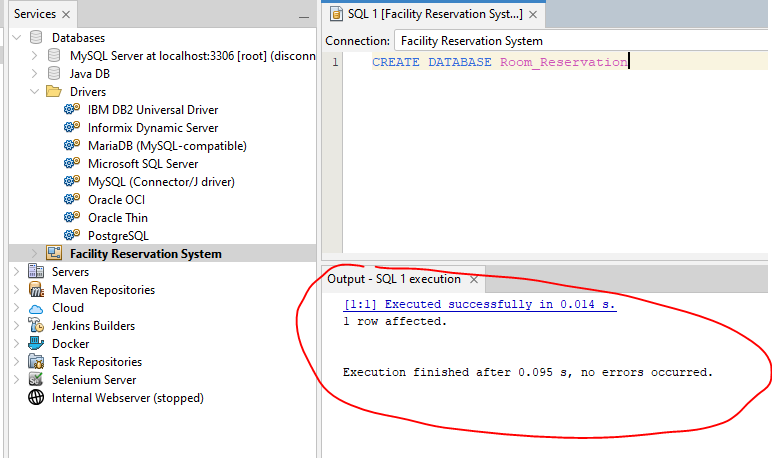 Services ×
Databases
MySQL Server at localhost:3306 [root] (disconn
Java DB
Drivers
IBM DB2 Universal Driver
Informix Dynamic Server
MariaDB (MySQL-compatible)
Microsoft SQL Server
MySQL (Connector/J driver)
Oracle OCI
Oracle Thin
PostgreSQL
Facility Reservation System
Servers
Maven Repositories
Cloud
Jenkins Builders
Docker
Task Repositories
Selenium Server
Internal Webserver (stopped)
SQL 1 [Facility Reservation Syst...] ×
Connection: Facility Reservation System
1 CREATE DATABASE Room_Reservation
Output - SQL 1 execution ×
[1:1] Executed successfully in 0.014 s.
1 row affected.
Execution finished after 0.095 s, no errors occurred.